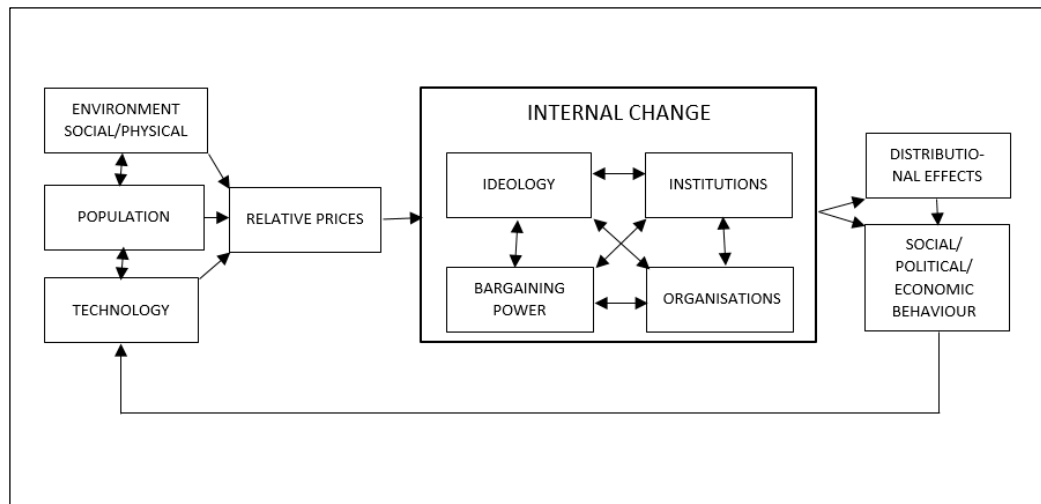 ENVIRONMENT
SOCIAL/PHYSICAL
POPULATION
TECHNOLOGY
RELATIVE PRICES
INTERNAL CHANGE
IDEOLOGY
INSTITUTIONS
BARGAINING
POWER
ORGANISATIONS
DISTRIBUTIO-
NAL EFFECTS
SOCIAL/
POLITICAL/
ECONOMIC
BEHAVIOUR